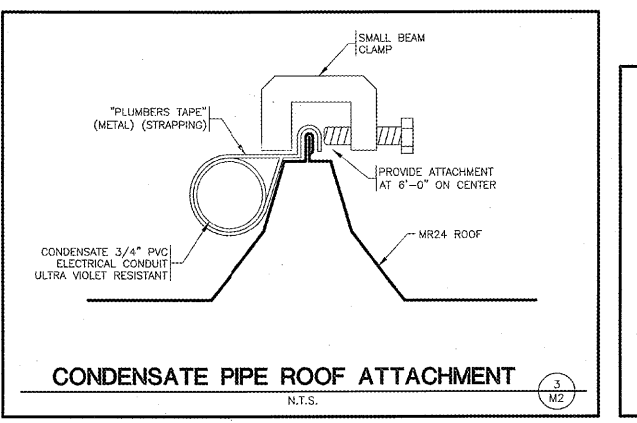 SMALL BEAM
CLAMP
"PLUMBERS TAPE"
(METAL) (STRAPPING)
PROVIDE ATTACHMENT
AT 6'-0" ON CENTER
MR24 ROOF
CONDENSATE 3/4" PVC
ELECTRICAL CONDUIT
ULTRA VIOLET RESISTANT
CONDENSATE PIPE ROOF ATTACHMENT
N.T.S.
3
M2